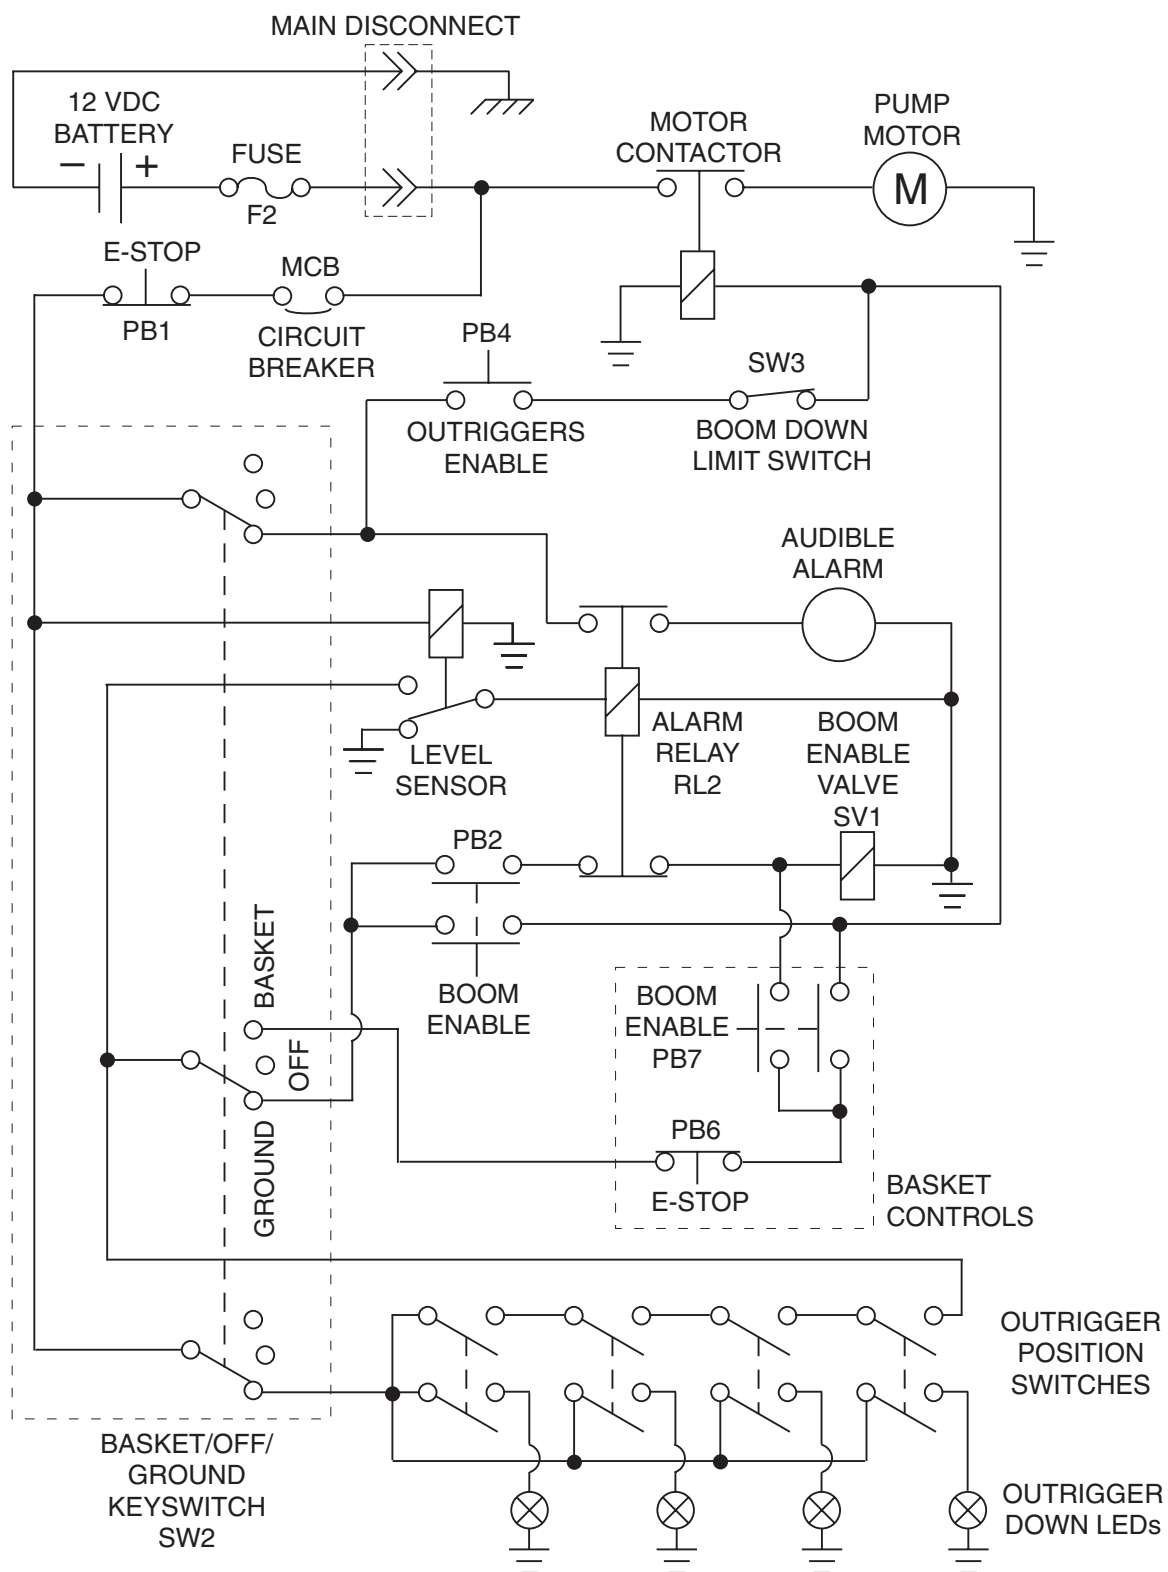 MAIN DISCONNECT
12 VDC
BATTERY
− +
FUSE
F2
MOTOR
CONTACTOR
PUMP
MOTOR
M
E-STOP
PB1
MCB
CIRCUIT
BREAKER
PB4
OUTRIGGERS
ENABLE
SW3
BOOM DOWN
LIMIT SWITCH
AUDIBLE
ALARM
LEVEL
SENSOR
ALARM
RELAY
RL2
BOOM
ENABLE
VALVE
SV1
PB2
BOOM
ENABLE
BASKET
OFF
GROUND
BOOM
ENABLE
PB7
PB6
E-STOP
BASKET
CONTROLS
OUTRIGGER
POSITION
SWITCHES
BASKET/OFF/
GROUND
KEYSWITCH
SW2
OUTRIGGER
DOWN LEDs